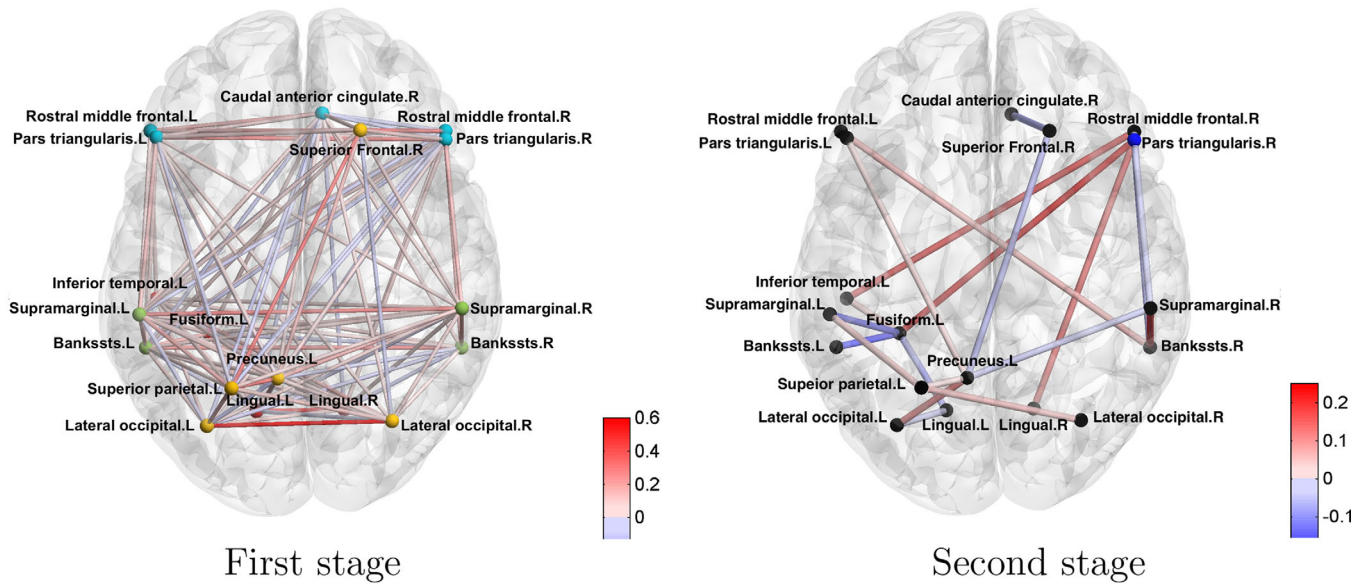 Caudal anterior cingulate.R
Rostral middle frontal.L
Rostral middle frontal.R
Pars triangularis.L
Pars triangularis.R
Superior Frontal.R
Inferior temporal.L
Supramarginal.L
Supramarginal.R
Fusiform.L
Bankssts.L
Bankssts.R
Precuneus.L
Superior parietal.L
Lingual.L
Lingual.R
Lateral occipital.L
Lateral occipital.R
0.6
0.4
0.2
0
First stage
Caudal anterior cingulate.R
Rostral middle frontal.L
Rostral middle frontal.R
Pars triangularis.L
Pars triangularis.R
Superior Frontal.R
Inferior temporal.L
Supramarginal.L
Supramarginal.R
Fusiform.L
Bankssts.L
Bankssts.R
Precuneus.L
Supeior parietal.L
Lateral occipital.L
Lateral occipital.R
Lingual.L
Lingual.R
0.2
0.1
0
-0.1
Second stage